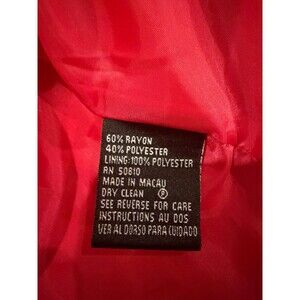 60% RAYON
40% POLYESTER
LINING: 100% POLYESTER
RN 50810
MADE IN MACAU
DRY CLEAN ®
SEE REVERSE FOR CARE
INSTRUCTIONS AU DOS
VER AL DORSO PARA CUIDADO